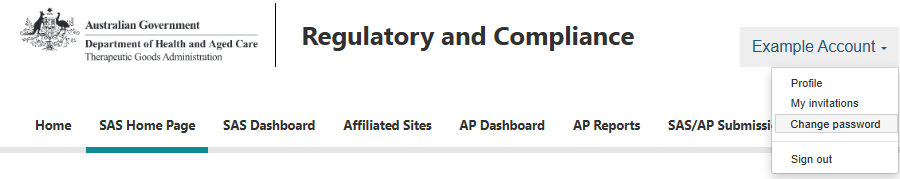 Australian Government
Department of Health and Aged Care
Therapeutic Goods Administration
Regulatory and Compliance
Example Account
Profile
My invitations
Change password
Sign out
Home SAS Home Page SAS Dashboard Affiliated Sites AP Dashboard AP Reports SAS/AP